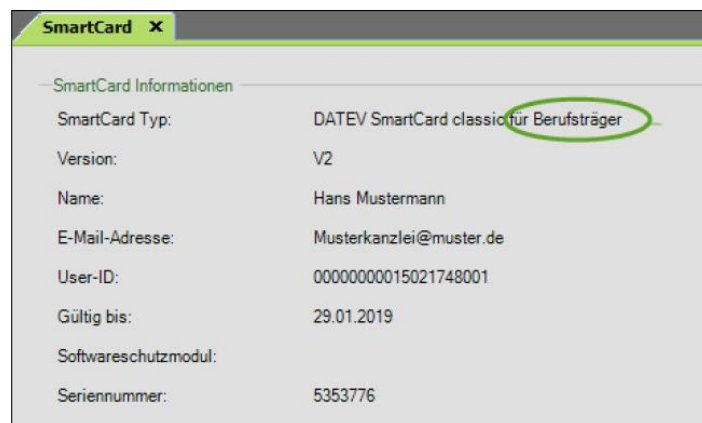 SmartCard X
SmartCard Informationen
SmartCard Typ: DATEV SmartCard classic für Berufsträger
Version: V2
Name: Hans Mustermann
E-Mail-Adresse: Musterkanzlei@muster.de
User-ID: 00000000015021748001
Gültig bis: 29.01.2019
Softwareschutzmodul:
Seriennummer: 5353776